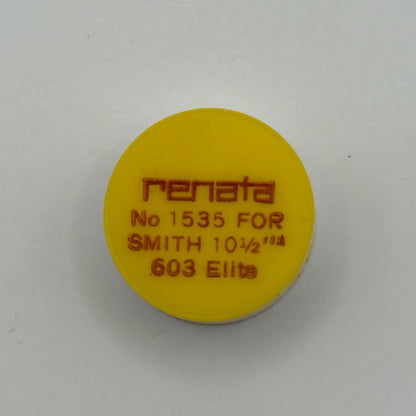 renata
No 1535 FOR
SMITH 10½'''
603 Elite